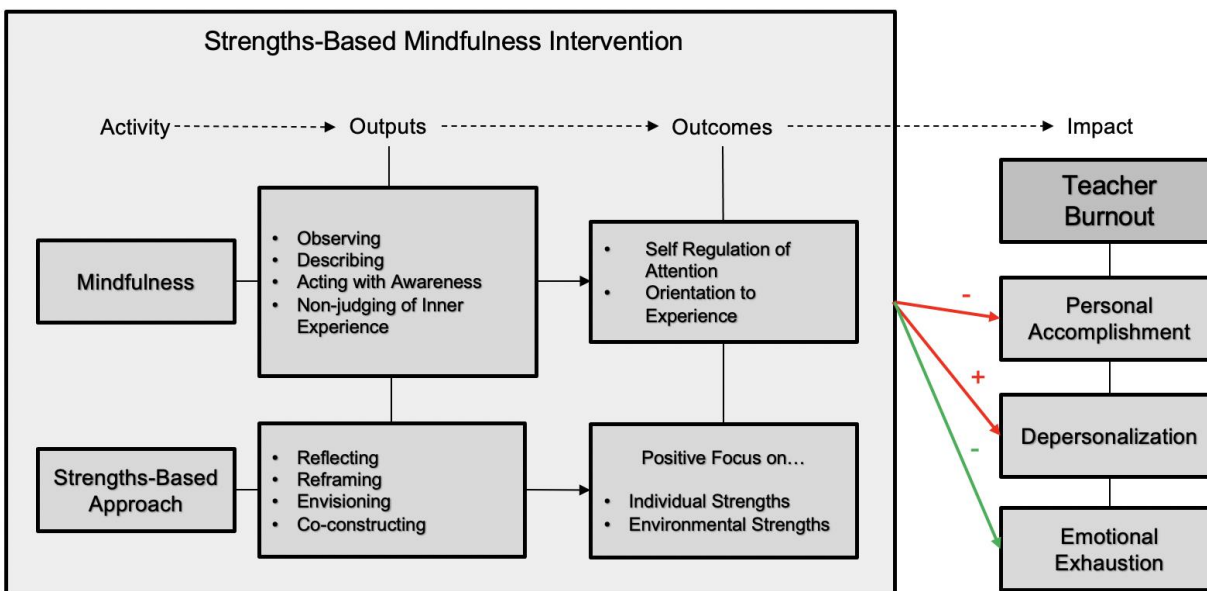 Strengths-Based Mindfulness Intervention
Activity
Outputs
Outcomes
Impact
Mindfulness
• Observing
• Describing
• Acting with Awareness
• Non-judging of Inner
Experience
• Self Regulation of
Attention
• Orientation to
Experience
Strengths-Based
Approach
• Reflecting
• Reframing
• Envisioning
• Co-constructing
Positive Focus on…
• Individual Strengths
• Environmental Strengths
-
+
-
Teacher
Burnout
Personal
Accomplishment
Depersonalization
Emotional
Exhaustion